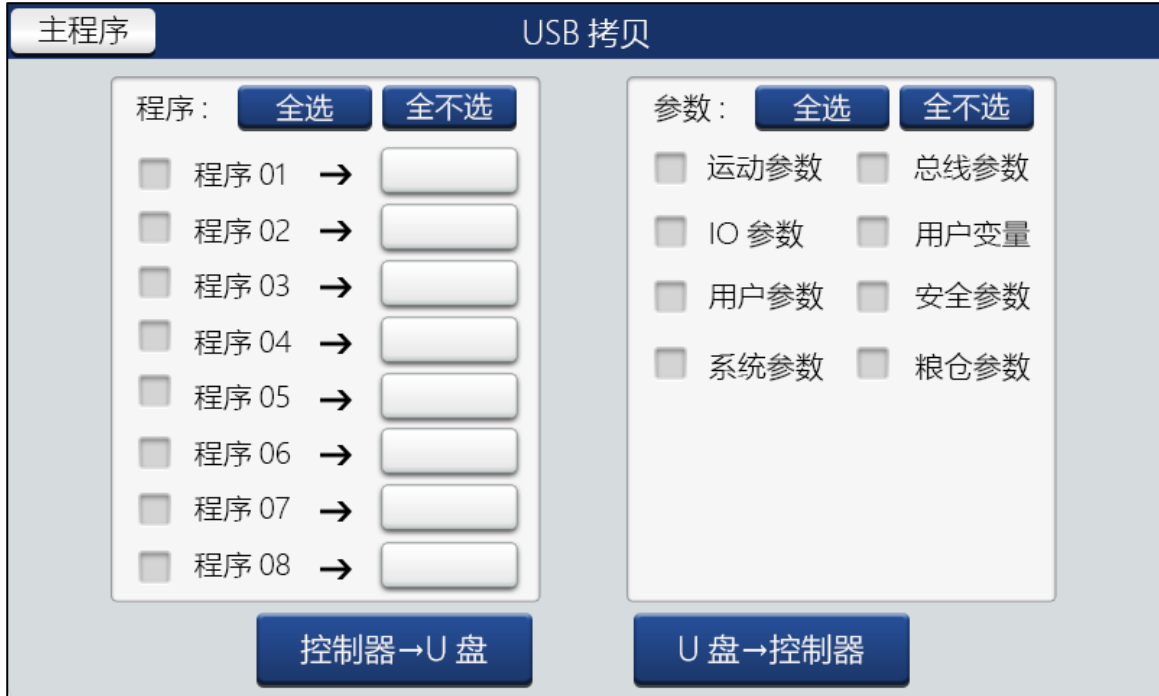 主程序
USB 拷贝
程序 : 全选 全不选
程序 01 →
程序 02 →
程序 03 →
程序 04 →
程序 05 →
程序 06 →
程序 07 →
程序 08 →
参数 : 全选 全不选
运动参数 总线参数
IO 参数 用户变量
用户参数 安全参数
系统参数 粮仓参数
控制器→U 盘
U 盘→控制器